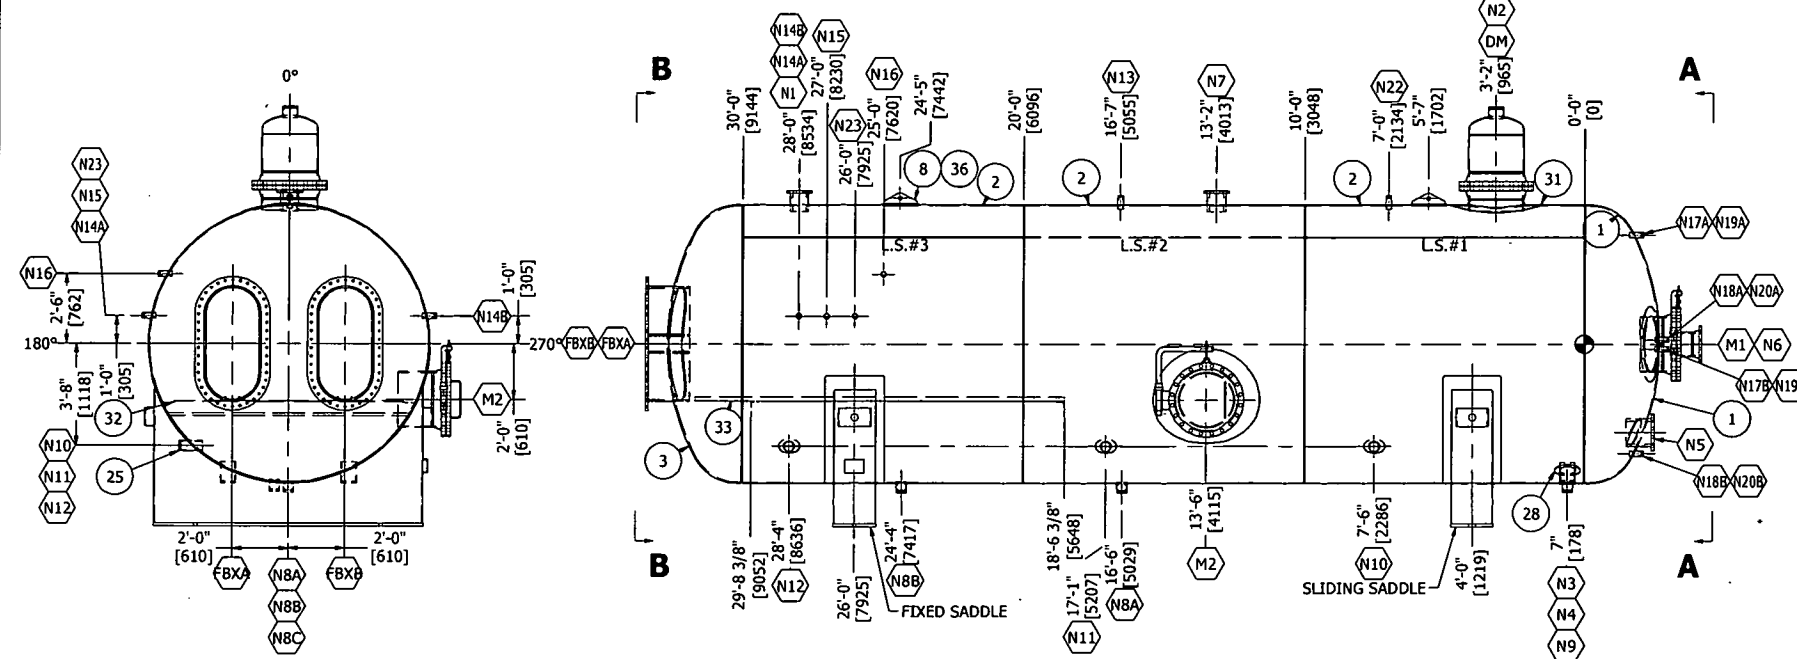 0°
N23
N15
N14A
N16
2'-6"
[762]
180°
3'-8"
[1118]
1'-0"
[305]
32
N10
N11
N12
25
1'-0"
[305]
N14B
270°
M2
2'-0"
[610]
2'-0"
[610]
2'-0"
[610]
FBXA
N8A
N8B
N8C
FBXB
B
B
FBXB
FBXA
30'-0"
[9144]
N14B
N14A
N1
28'-0"
[8534]
N15
27'-0"
[8230]
N23
26'-0"
[7925]
N16
25'-0"
[7620]
24'-5"
[7442]
8
36
2
20'-0"
[6096]
2
N13
16'-7"
[5055]
N7
13'-2"
[4013]
10'-0"
[3048]
2
N22
7'-0"
[2134]
5'-7"
[1702]
N2
DM
3'-2"
[965]
31
0'-0"
[0]
A
1
N17A
N19A
L.S.#3
L.S.#2
L.S.#1
N18A
N20A
M1
N6
N17B
N19
1
N5
N18B
N20B
3
33
29'-8 3/8"
[9052]
28'-4"
[8636]
N12
26'-0"
[7925]
FIXED SADDLE
24'-4"
[7417]
N8B
18'-6 3/8"
[5648]
17'-1"
[5207]
N11
16'-6"
[5029]
N8A
13'-6"
[4115]
M2
7'-6"
[2286]
N10
SLIDING SADDLE
4'-0"
[1219]
28
7"
[178]
N3
N4
N9
A